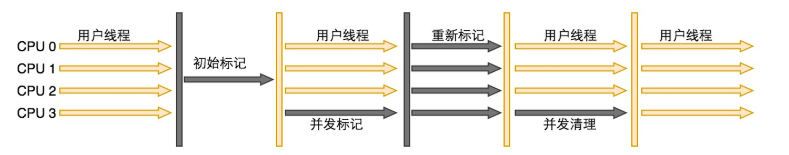 用户线程
初始标记
用户线程
重新标记
用户线程
用户线程
CPU 0
CPU 1
CPU 2
CPU 3
并发标记
并发清理